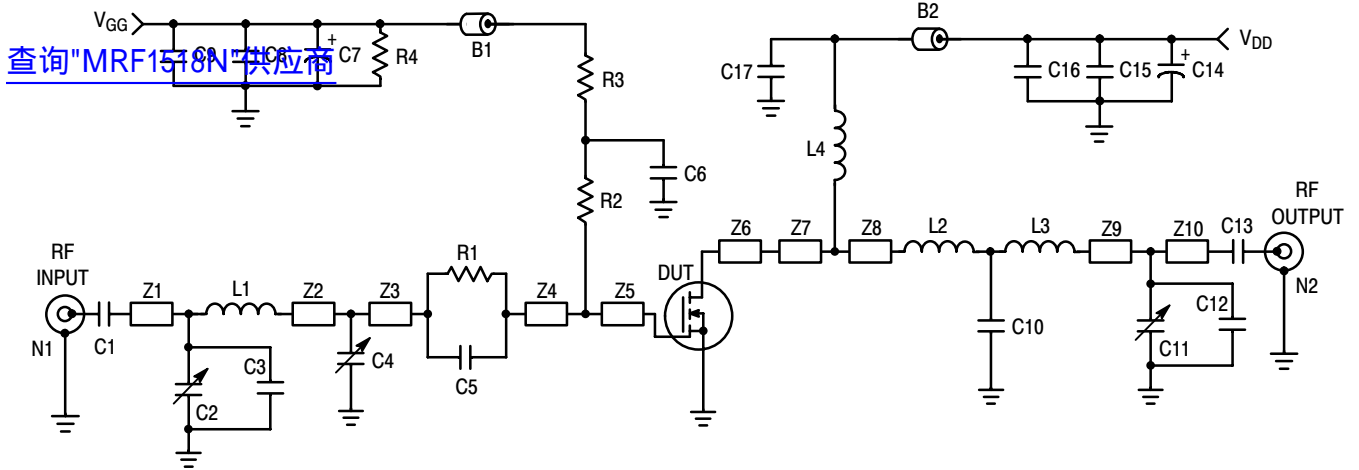 B2
VGG
VDD
B1
C9
C8
+
C7
R4
查询"MRF1518N"供应商
R3
C17
C16
C15
+
C14
L4
C6
R2
RF
OUTPUT
RF
INPUT
R1
Z6
Z7
Z8
L2
L3
Z9
Z10
C13
DUT
N2
Z1
L1
Z2
Z3
Z4
Z5
N1
C1
C3
C2
C4
C5
C10
C12
C11